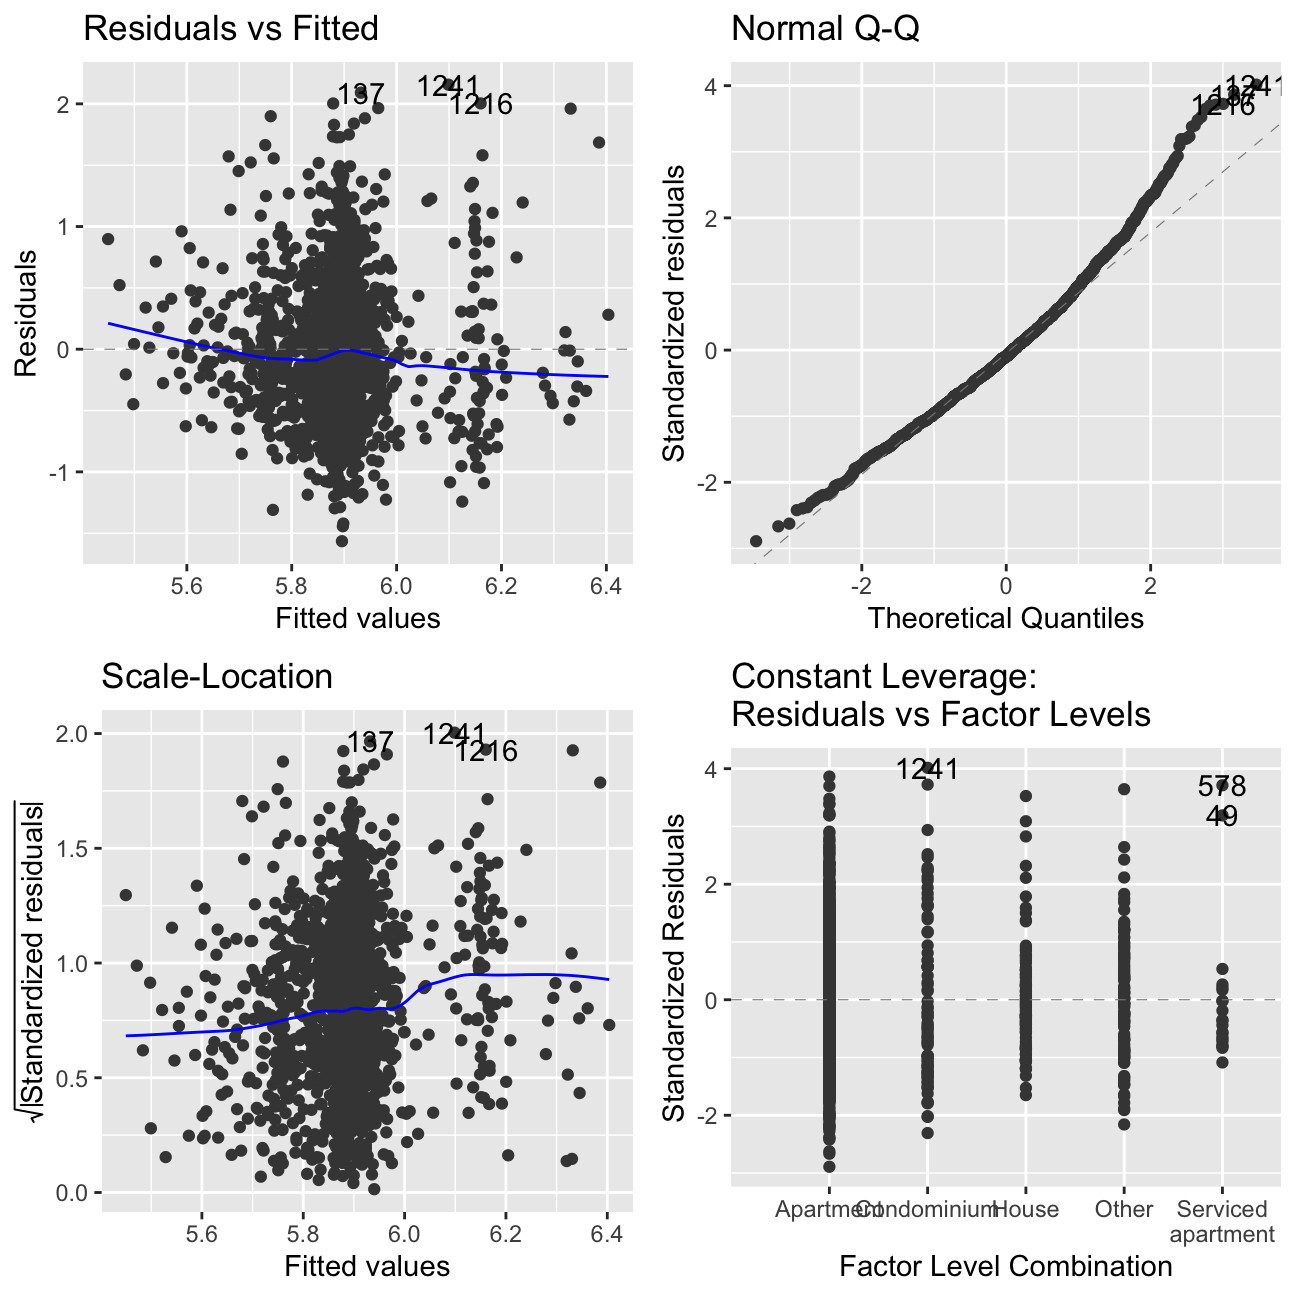 Residuals vs Fitted
137
1241
1216
2
1
0
-1
Residuals
5.6 5.8 6.0 6.2 6.4
Fitted values
Normal Q-Q
1241
137
1216
4
2
0
-2
Standardized residuals
-2 0 2
Theoretical Quantiles
Scale-Location
137
1241
1216
2.0
1.5
1.0
0.5
0.0
√|Standardized residuals|
5.6 5.8 6.0 6.2 6.4
Fitted values
Constant Leverage:
Residuals vs Factor Levels
1241
578
49
4
2
0
-2
Standardized Residuals
Apartment Condominium House Other Serviced
apartment
Factor Level Combination